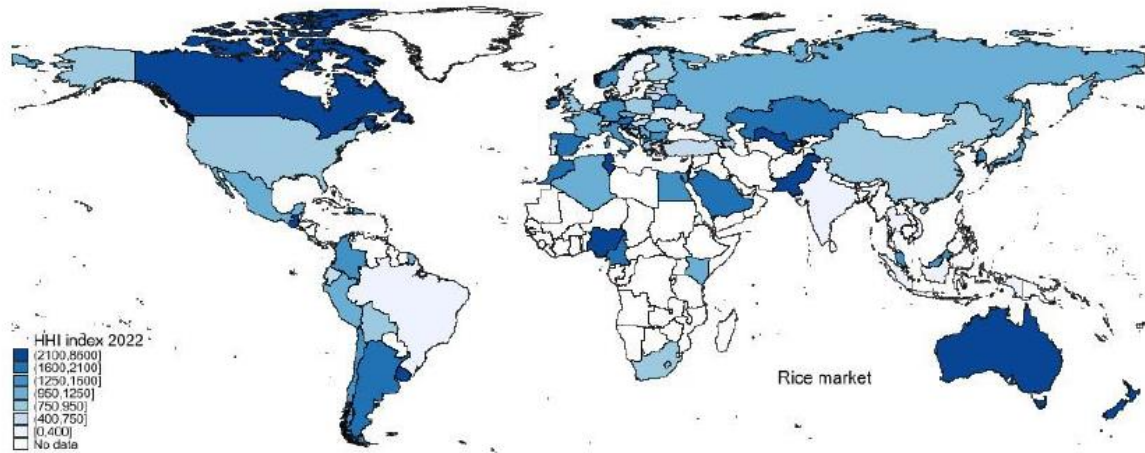 HHI index 2022
(2100,8600]
(1600,2100]
(1250,1600]
(950,1250]
(750,950]
(400,750]
[0,400]
No data
Rice market